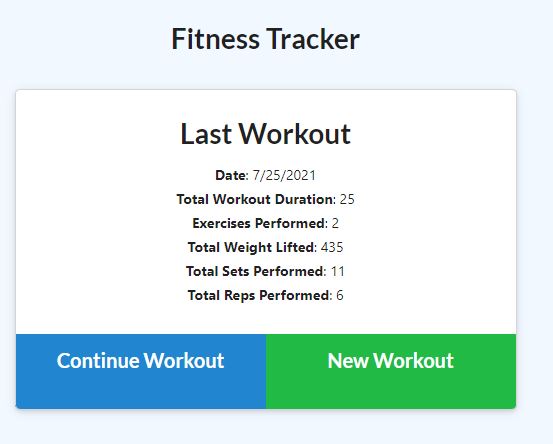 Fitness Tracker
Last Workout
Date: 7/25/2021
Total Workout Duration: 25
Exercises Performed: 2
Total Weight Lifted: 435
Total Sets Performed: 11
Total Reps Performed: 6
Continue Workout
New Workout